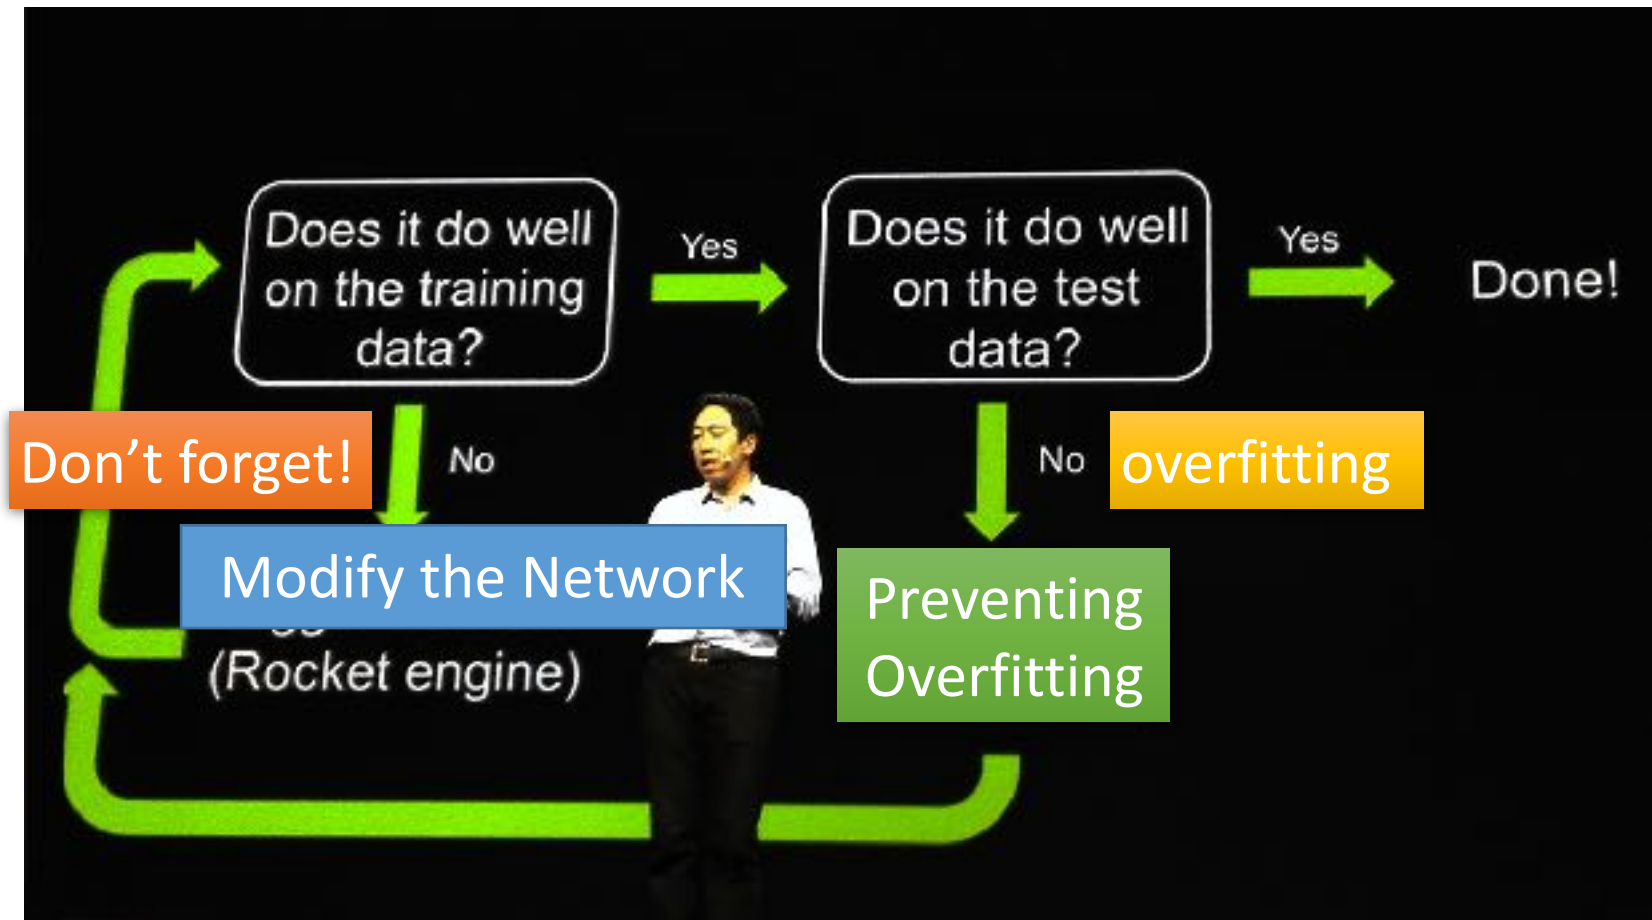 Does it do well
on the training
data?
Yes
Does it do well
on the test
data?
Yes
Done!
Don’t forget!
No
No
overfitting
Modify the Network
(Rocket engine)
Preventing
Overfitting